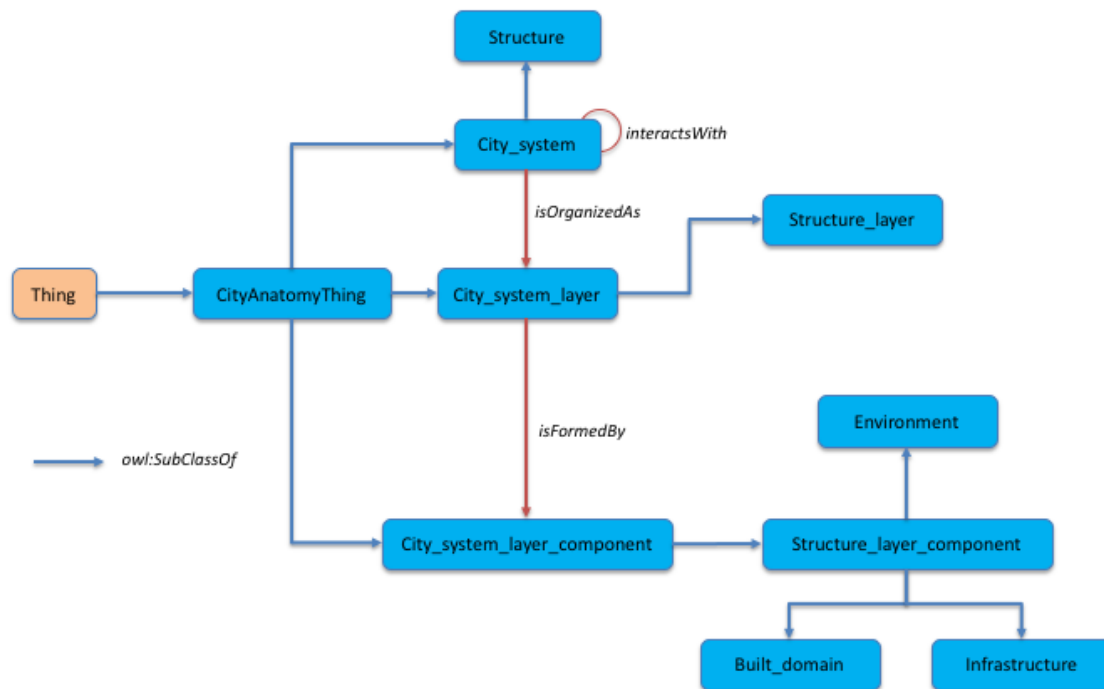 Structure
City_system
interactsWith
isOrganizedAs
Structure_layer
Thing
CityAnatomyThing
City_system_layer
Environment
isFormedBy
owl:SubClassOf
City_system_layer_component
Structure_layer_component
Built_domain
Infrastructure